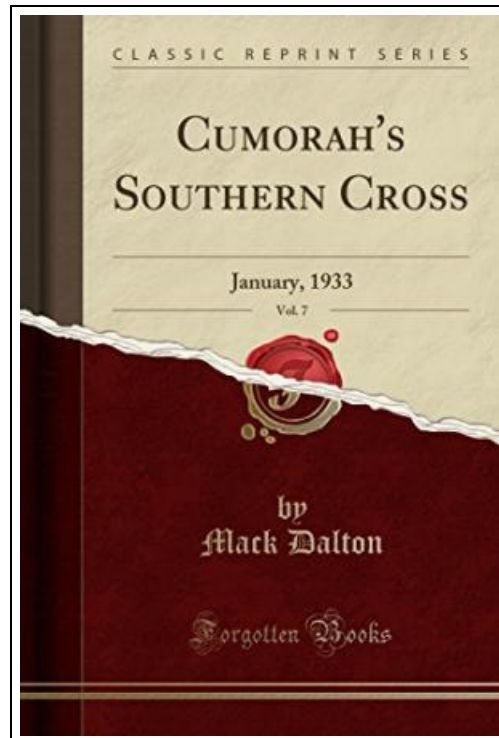 CLASSIC REPRINT SERIES
CUMORAH'S
SOUTHERN CROSS
January, 1933
Vol. 7
by
Mack Dalton
Forgotten Books